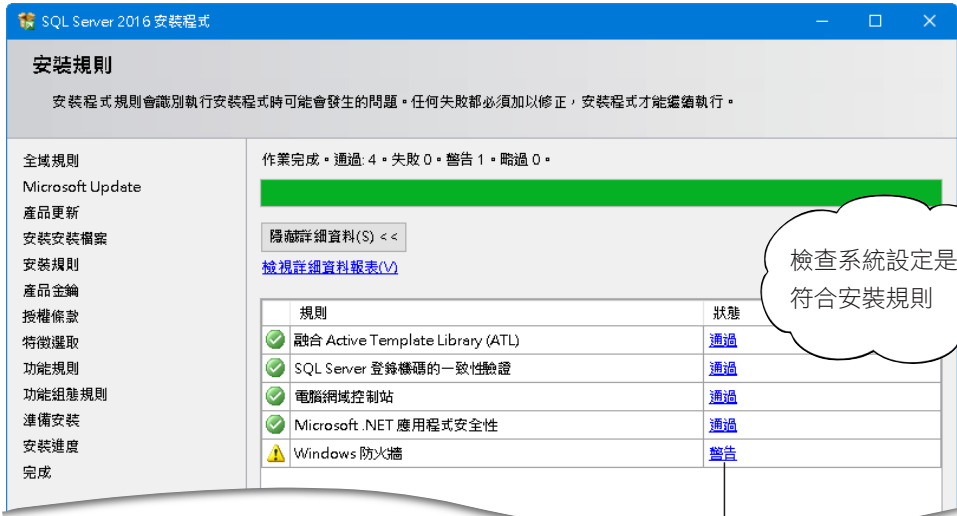 SQL Server 2016 安裝程式
安裝規則
安裝程式規則會識別執行安裝程式時可能會發生的問題。任何失敗都必須加以修正，安裝程式才能繼續執行。
全域規則
Microsoft Update
產品更新
安裝安裝檔案
安裝規則
產品金鑰
授權條款
特徵選取
功能規則
功能組態規則
準備安裝
安裝進度
完成
作業完成。通過: 4。失敗 0。警告 1。略過 0。
隱藏詳細資料(S) <<
檢視詳細資料報表(V)
規則 狀態
融合 Active Template Library (ATL) 通過
SQL Server 登錄機碼的一致性驗證 通過
電腦網域控制站 通過
Microsoft .NET 應用程式安全性 通過
Windows 防火牆 警告
檢查系統設定是
符合安裝規則